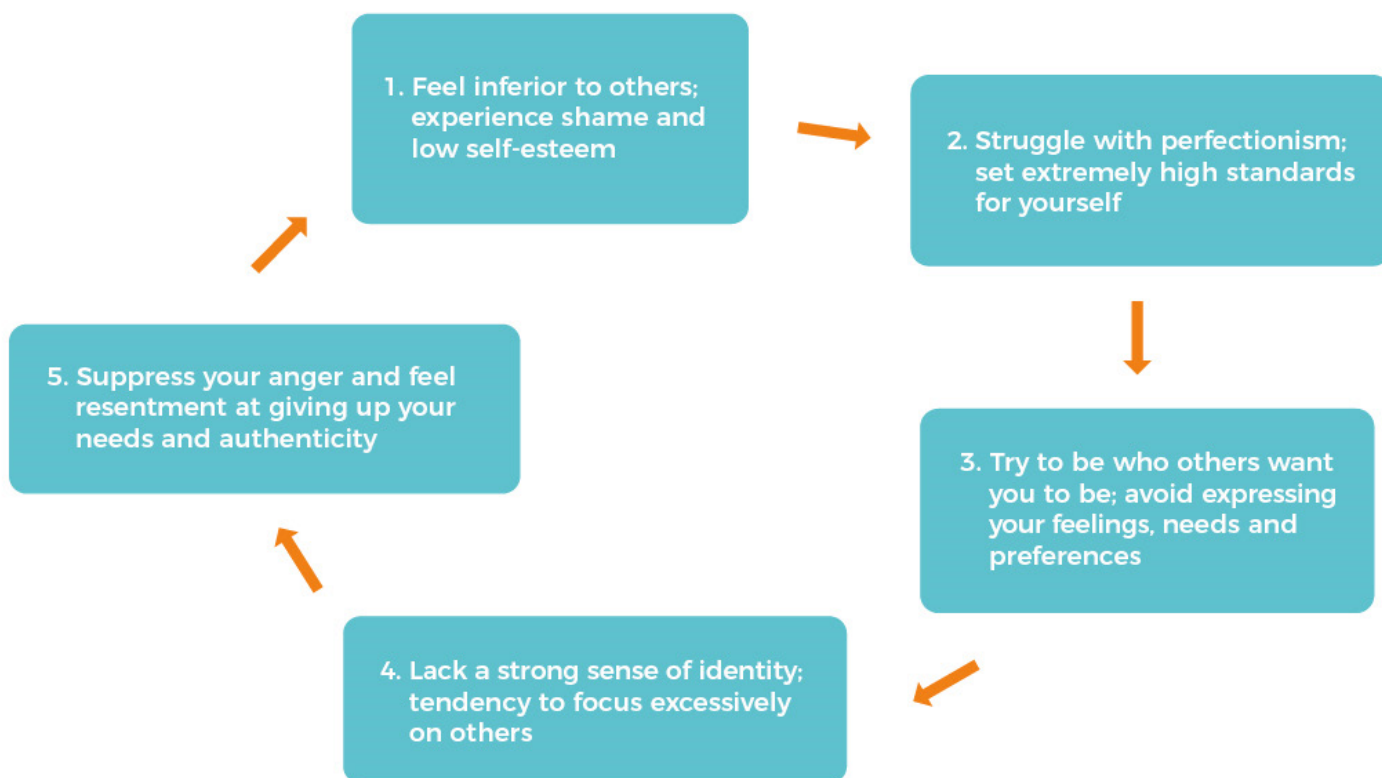 1. Feel inferior to others;
experience shame and
low self-esteem
2. Struggle with perfectionism;
set extremely high standards
for yourself
3. Try to be who others want
you to be; avoid expressing
your feelings, needs and
preferences
4. Lack a strong sense of identity;
tendency to focus excessively
on others
5. Suppress your anger and feel
resentment at giving up your
needs and authenticity